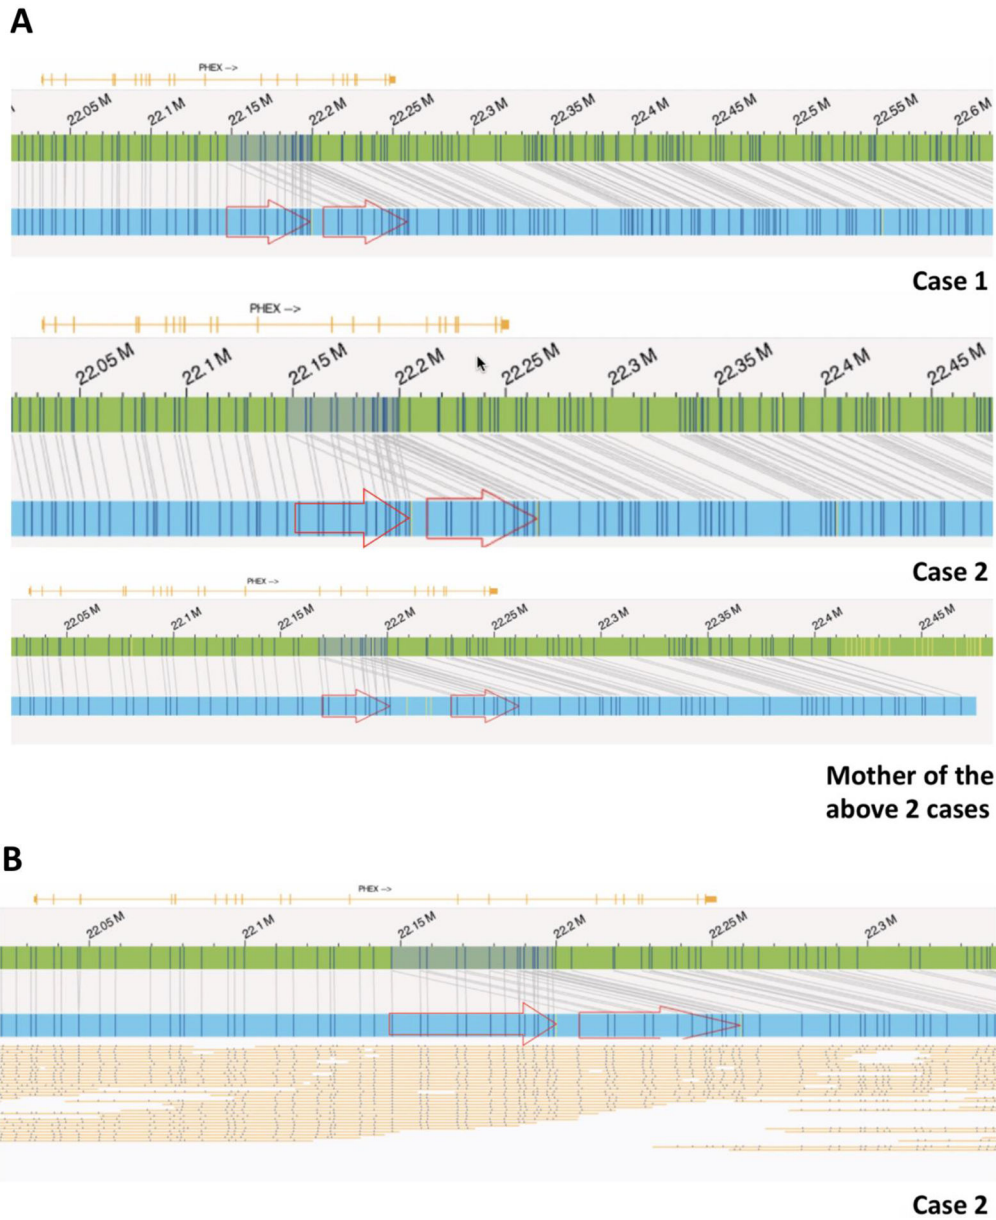 A
PHEX -->
22.05 M 22.1 M 22.15 M 22.2 M 22.25 M 22.3 M 22.35 M 22.4 M 22.45 M 22.5 M 22.55 M 22.6 M
Case 1
PHEX -->
22.05 M 22.1 M 22.15 M 22.2 M 22.25 M 22.3 M 22.35 M 22.4 M 22.45 M
Case 2
PHEX -->
22.05 M 22.1 M 22.15 M 22.2 M 22.25 M 22.3 M 22.35 M 22.4 M 22.45 M
Mother of the
above 2 cases
B
PHEX -->
22.05 M 22.1 M 22.15 M 22.2 M 22.25 M 22.3 M
Case 2